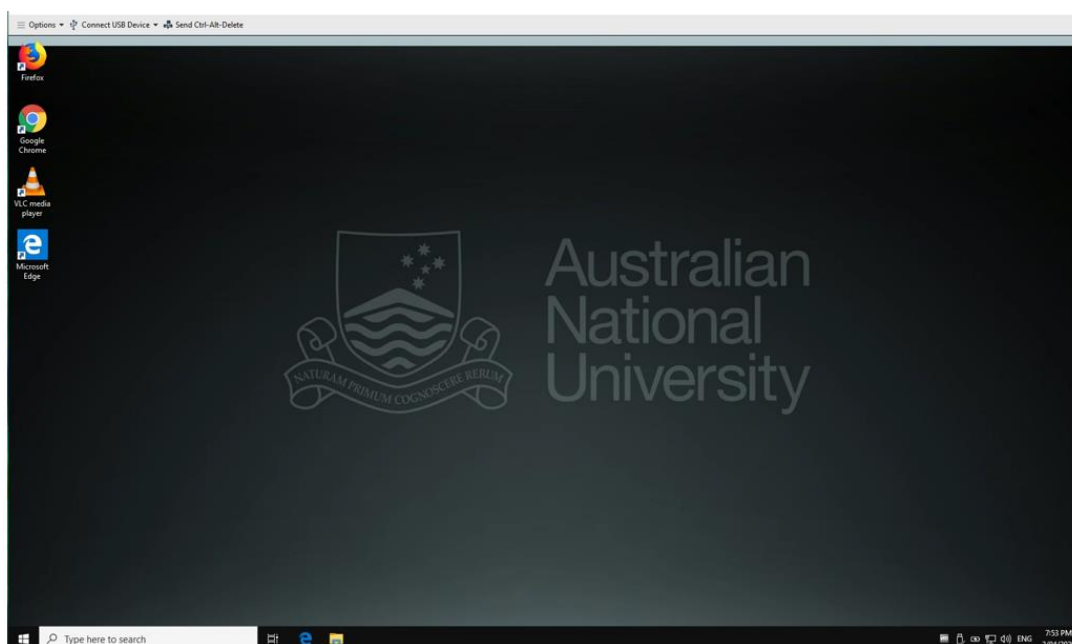 Options Connect USB Device Send Ctrl-Alt-Delete
Firefox
Google
Chrome
VLC media
player
Microsoft
Edge
NATURAM PRIMUM COGNOSCERE RERUM
Australian
National
University
Type here to search
ENG
7:53 PM